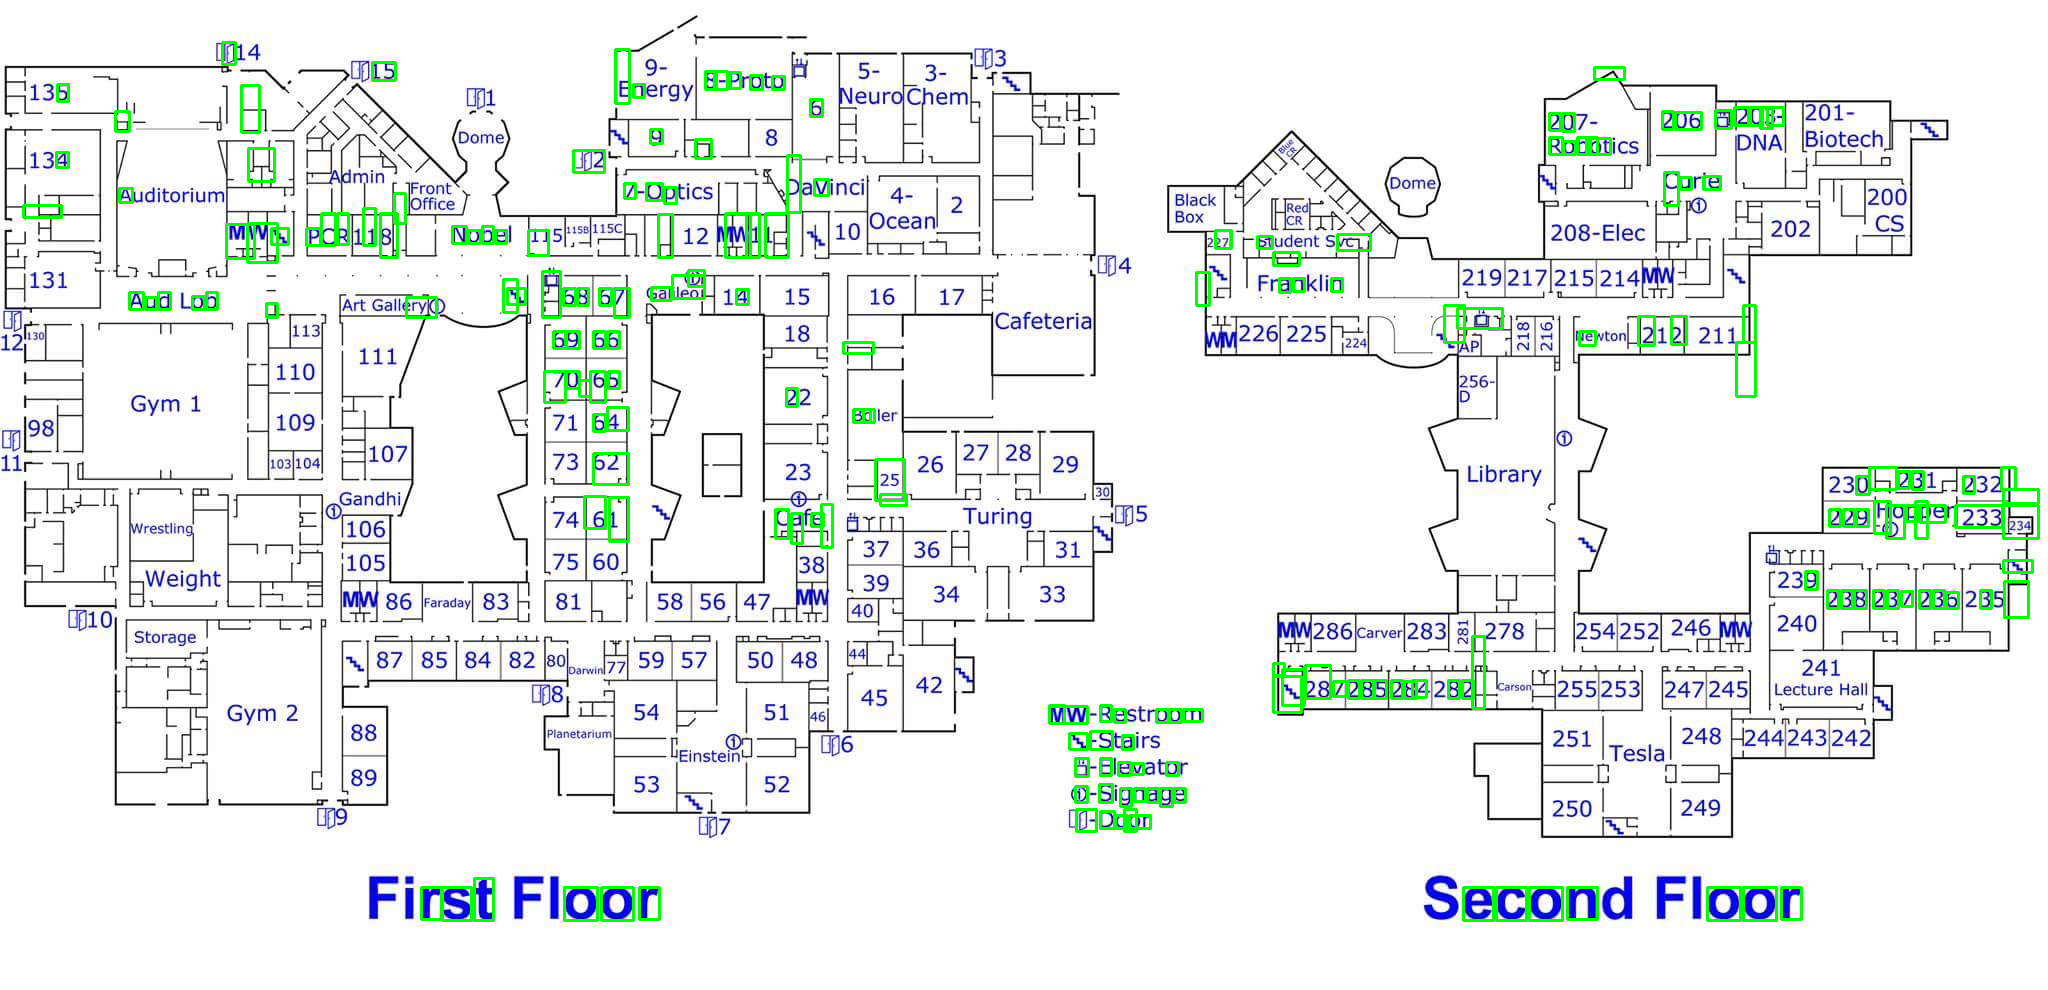 14
15
1
3
135
9-
Energy
8-Proto
5-
Neuro
3-
Chem
6
Dome
9
8
2
134
Auditorium
Admin
Front
Office
7-Optics
DaVinci
4-
Ocean
2
MW
PCR
118
Nobel
115
115B
115C
12
MW
11
10
131
Aud Lob
Art Gallery
68
67
Galileo
14
15
16
17
4
Cafeteria
12
130
113
111
69
66
18
110
Gym 1
70
65
22
98
109
71
64
Boiler
11
103
104
107
73
62
23
25
26
27
28
29
30
5
Gandhi
Wrestling
106
74
61
Cafe
Turing
105
75
60
38
37
36
31
Weight
39
34
33
10
MW
86
Faraday
83
81
58
56
47
MW
40
Storage
87
85
84
82
80
Darwin
77
59
57
50
48
44
42
45
8
Gym 2
88
54
51
46
Planetarium
Einstein
6
89
53
52
9
7
MW-Restroom
-Stairs
-Elevator
-Signage
-Door
First Floor
207-
Robotics
206
203-
DNA
201-
Biotech
Blue
CR
Dome
Curie
Black
Box
Red
CR
200
CS
202
208-Elec
227
Student Svc
Franklin
219
217
215
214
MW
MW
226
225
224
AP
218
216
Newton
212
211
256-
D
Library
230
231
232
229
Hopper
233
234
239
238
237
236
235
240
MW
286
Carver
283
281
278
254
252
246
MW
241
Lecture Hall
287
285
284
282
Carson
255
253
247
245
251
Tesla
248
244
243
242
250
249
Second Floor